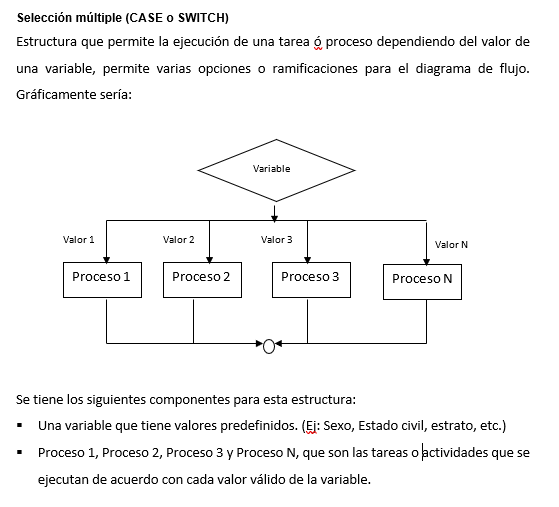 Selección múltiple (CASE o SWITCH)
Estructura que permite la ejecución de una tarea ó proceso dependiendo del valor de
una variable, permite varias opciones o ramificaciones para el diagrama de flujo.
Gráficamente sería:
Variable
Valor 1
Valor 2
Valor 3
Valor N
Proceso 1
Proceso 2
Proceso 3
Proceso N
Se tiene los siguientes componentes para esta estructura:
▪ Una variable que tiene valores predefinidos. (Ej: Sexo, Estado civil, estrato, etc.)
▪ Proceso 1, Proceso 2, Proceso 3 y Proceso N, que son las tareas o actividades que se
ejecutan de acuerdo con cada valor válido de la variable.